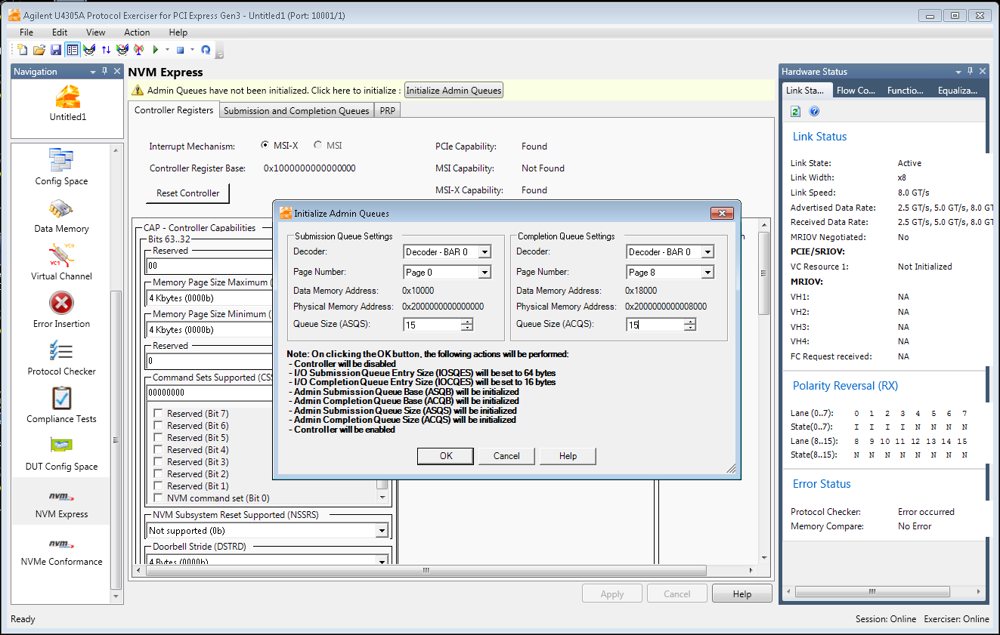 Agilent U4305A Protocol Exerciser for PCI Express Gen3 - Untitled1 (Port: 10001/1)
File Edit View Action Help
Navigation
Untitled1
Config Space
Data Memory
VC0
VC1
Virtual Channel
Error Insertion
Protocol Checker
Compliance Tests
DUT Config Space
nvm
NVM Express
nvm
NVMe Conformance
NVM Express
Admin Queues have not been initialized. Click here to initialize : Initialize Admin Queues
Controller Registers Submission and Completion Queues PRP
Interrupt Mechanism: MSI-X MSI PCIe Capability: Found
Controller Register Base: 0x1000000000000000 MSI Capability: Not Found
Reset Controller MSI-X Capability: Found
CAP - Controller Capabilities
Bits 63..32
Reserved
00
Memory Page Size Maximum (
4 Kbytes (0000b)
Memory Page Size Minimum (
4 Kbytes (0000b)
Reserved
0
Command Sets Supported (CSS
00000000
Reserved (Bit 7)
Reserved (Bit 6)
Reserved (Bit 5)
Reserved (Bit 4)
Reserved (Bit 3)
Reserved (Bit 2)
Reserved (Bit 1)
NVM command set (Bit 0)
NVM Subsystem Reset Supported (NSSRS)
Not supported (0b)
Doorbell Stride (DSTRD)
4 Bytes (0000b)
Initialize Admin Queues
Submission Queue Settings
Decoder: Decoder - BAR 0
Page Number: Page 0
Data Memory Address: 0x10000
Physical Memory Address: 0x2000000000000000
Queue Size (ASQS): 15
Completion Queue Settings
Decoder: Decoder - BAR 0
Page Number: Page 8
Data Memory Address: 0x18000
Physical Memory Address: 0x2000000000008000
Queue Size (ACQS): 15
Note: On clicking the OK button, the following actions will be performed:
- Controller will be disabled
- I/O Submission Queue Entry Size (IOSQES) will be set to 64 bytes
- I/O Completion Queue Entry Size (IOCQES) will be set to 16 bytes
- Admin Submission Queue Base (ASQB) will be initialized
- Admin Completion Queue Base (ACQB) will be initialized
- Admin Submission Queue Size (ASQS) will be initialized
- Admin Completion Queue Size (ACQS) will be initialized
- Controller will be enabled
OK Cancel Help
Apply Cancel Help
Hardware Status
Link Sta... Flow Co... Functio... Equaliza...
Link Status
Link State: Active
Link Width: x8
Link Speed: 8.0 GT/s
Advertised Data Rate: 2.5 GT/s, 5.0 GT/s, 8.0 GT
Received Data Rate: 2.5 GT/s, 5.0 GT/s, 8.0 GT
MRIOV Negotiated: No
PCIE/SRIOV:
VC Resource 1: Not Initialized
MRIOV:
VH1: NA
VH2: NA
VH3: NA
VH4: NA
FC Request received: NA
Polarity Reversal (RX)
Lane (0..7): 0 1 2 3 4 5 6 7
State(0..7): I I I I N N N N
Lane (8..15): 8 9 10 11 12 13 14 15
State(8..15): N N N N N N N N
Error Status
Protocol Checker: Error occurred
Memory Compare: No Error
Ready
Session: Online Exerciser: Online